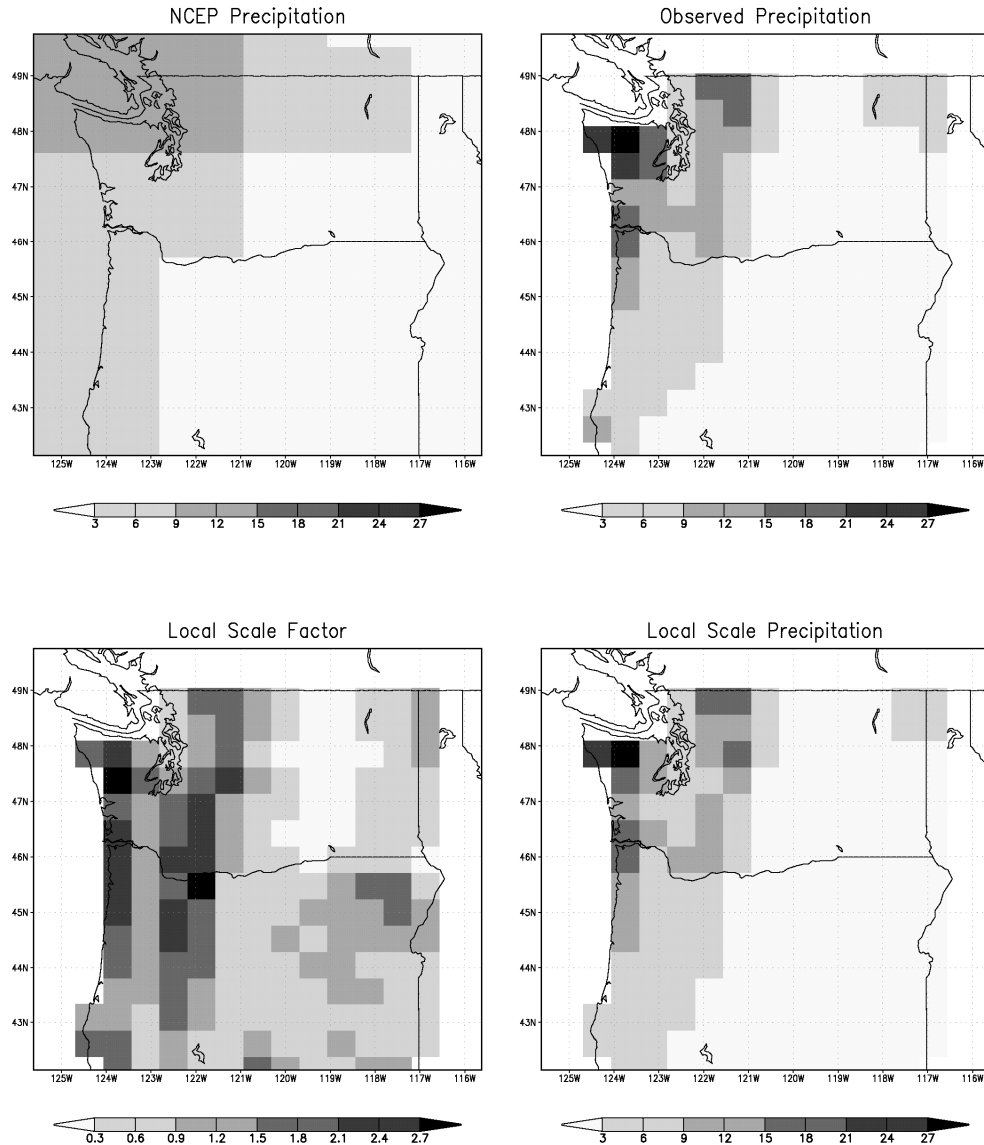 NCEP Precipitation
Observed Precipitation
49N
48N
47N
46N
45N
44N
43N
125W 124W 123W 122W 121W 120W 119W 118W 117W 116W
3 6 9 12 15 18 21 24 27
49N
48N
47N
46N
45N
44N
43N
125W 124W 123W 122W 121W 120W 119W 118W 117W 116W
3 6 9 12 15 18 21 24 27
Local Scale Factor
Local Scale Precipitation
49N
48N
47N
46N
45N
44N
43N
125W 124W 123W 122W 121W 120W 119W 118W 117W 116W
0.3 0.6 0.9 1.2 1.5 1.8 2.1 2.4 2.7
49N
48N
47N
46N
45N
44N
43N
125W 124W 123W 122W 121W 120W 119W 118W 117W 116W
3 6 9 12 15 18 21 24 27